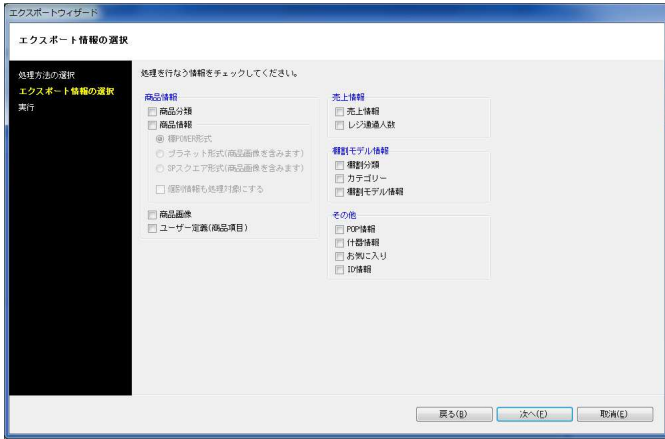 エクスポートウィザード
エクスポート情報の選択
処理方法の選択
エクスポート情報の選択
実行
処理を行なう情報をチェックしてください。
商品情報
商品分類
商品情報
棚POWER形式
プラネット形式(商品画像を含みます)
SPスクエア形式(商品画像を含みます)
個別情報も処理対象にする
商品画像
ユーザー定義(商品項目)
売上情報
売上情報
レジ通過人数
棚割モデル情報
棚割分類
カテゴリー
棚割モデル情報
その他
POP情報
什器情報
お気に入り
ID情報
戻る(B)
次へ(F)
取消(E)